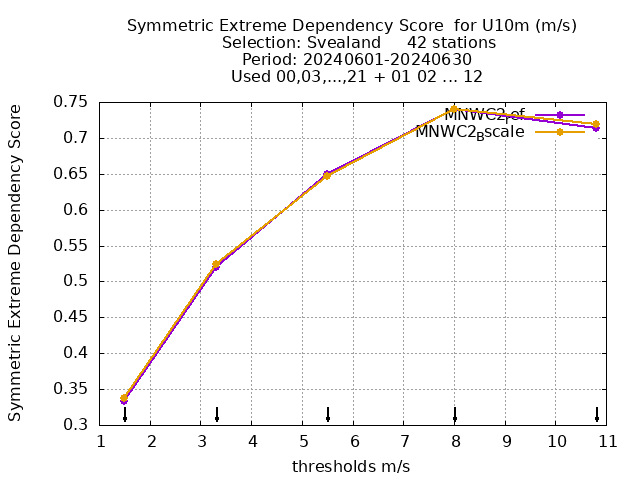 Symmetric Extreme Dependency Score for U10m (m/s)
Selection: Svealand 42 stations
Period: 20240601-20240630
Used 00,03,...,21 + 01 02 ... 12
Symmetric Extreme Dependency Score
0.75
0.7
0.65
0.6
0.55
0.5
0.45
0.4
0.35
0.3
MNWC2_Bscale
1 2 3 4 5 6 7 8 9 10 11
thresholds m/s